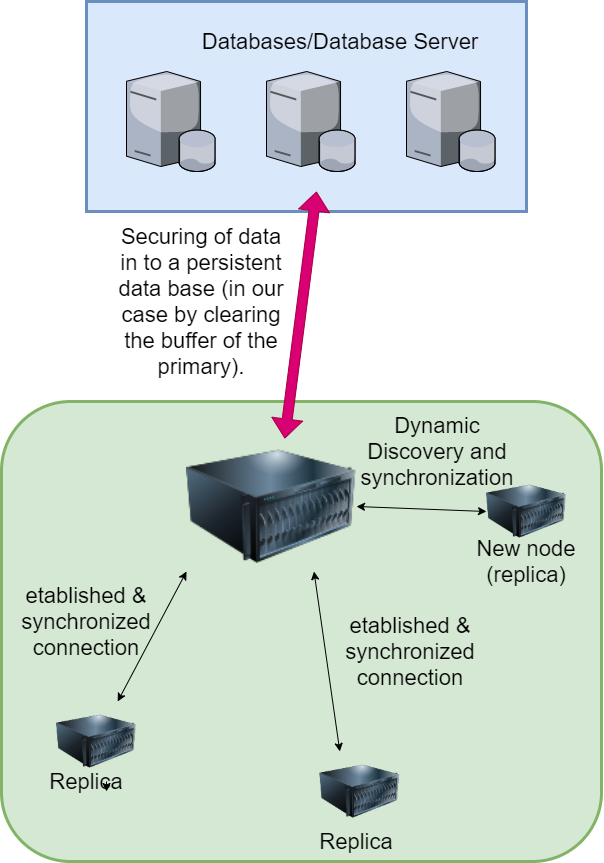 Databases/Database Server
Securing of data
in to a persistent
data base (in our
case by clearing
the buffer of the
primary).
Dynamic
Discovery and
synchronization
New node
(replica)
etablished &
synchronized
connection
etablished &
synchronized
connection
Replica
Replica